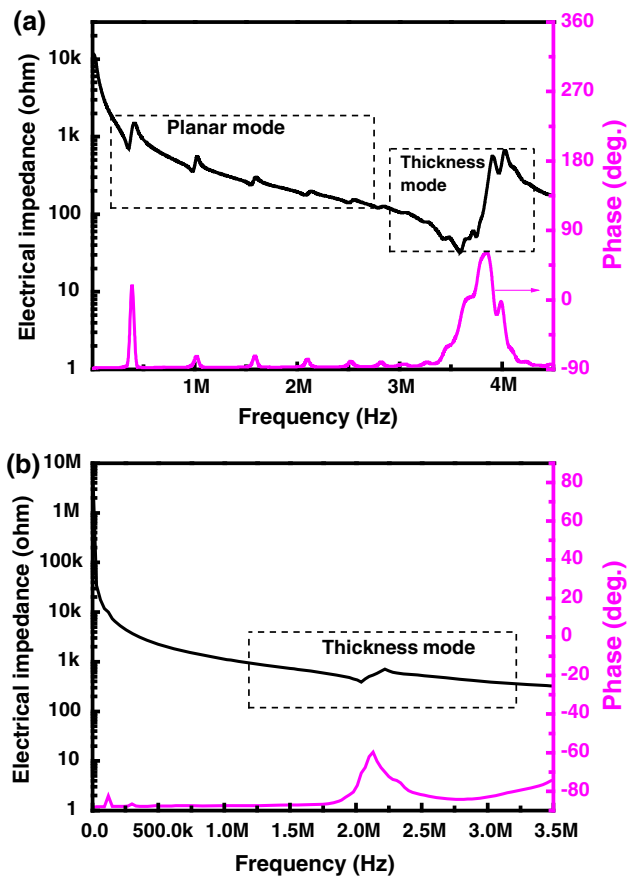 (a)
Electrical impedance (ohm)
10k
1k
100
10
1
Planar mode
Thickness
mode
360
270
180
90
0
-90
Phase (deg.)
1M
2M
3M
4M
Frequency (Hz)
(b)
Electrical impedance (ohm)
10M
1M
100k
10k
1k
100
10
1
Thickness mode
80
60
40
20
0
-20
-40
-60
-80
Phase (deg.)
0.0
500.0k
1.0M
1.5M
2.0M
2.5M
3.0M
3.5M
Frequency (Hz)